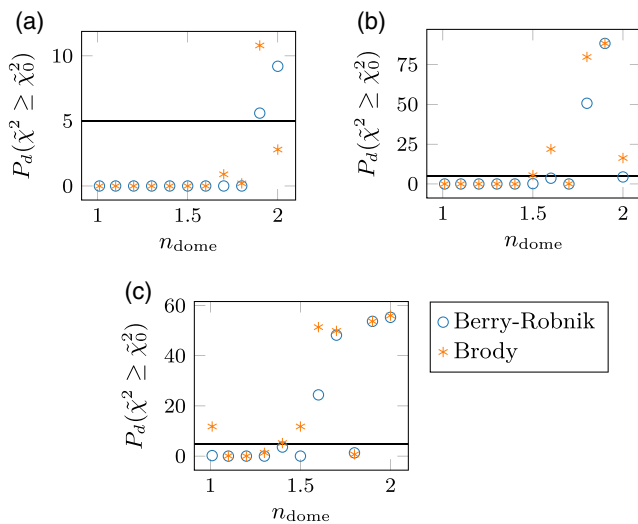 (a)
10
5
0
P_d(χ̃² ≥ χ̃₀²)
1
1.5
2
n_dome
(b)
75
50
25
0
P_d(χ̃² ≥ χ̃₀²)
1
1.5
2
n_dome
(c)
60
40
20
0
P_d(χ̃² ≥ χ̃₀²)
1
1.5
2
n_dome
Berry-Robnik
Brody